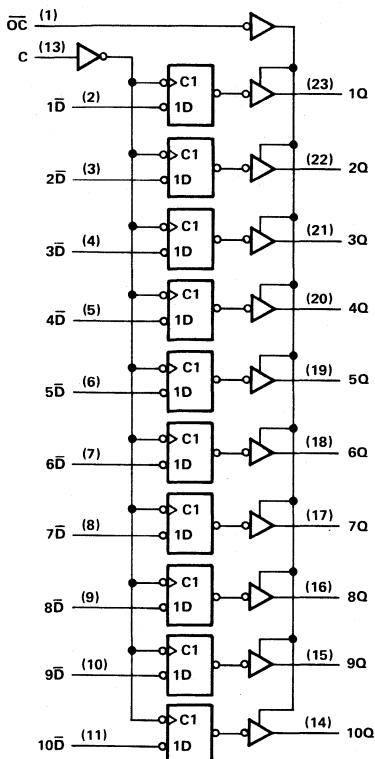 O̅C̅ (1)
C (13)
C1
1D̅ (2) 1D (23) 1Q
C1
2D̅ (3) 1D (22) 2Q
C1
3D̅ (4) 1D (21) 3Q
C1
4D̅ (5) 1D (20) 4Q
C1
5D̅ (6) 1D (19) 5Q
C1
6D̅ (7) 1D (18) 6Q
C1
7D̅ (8) 1D (17) 7Q
C1
8D̅ (9) 1D (16) 8Q
C1
9D̅ (10) 1D (15) 9Q
C1
10D̅ (11) 1D (14) 10Q